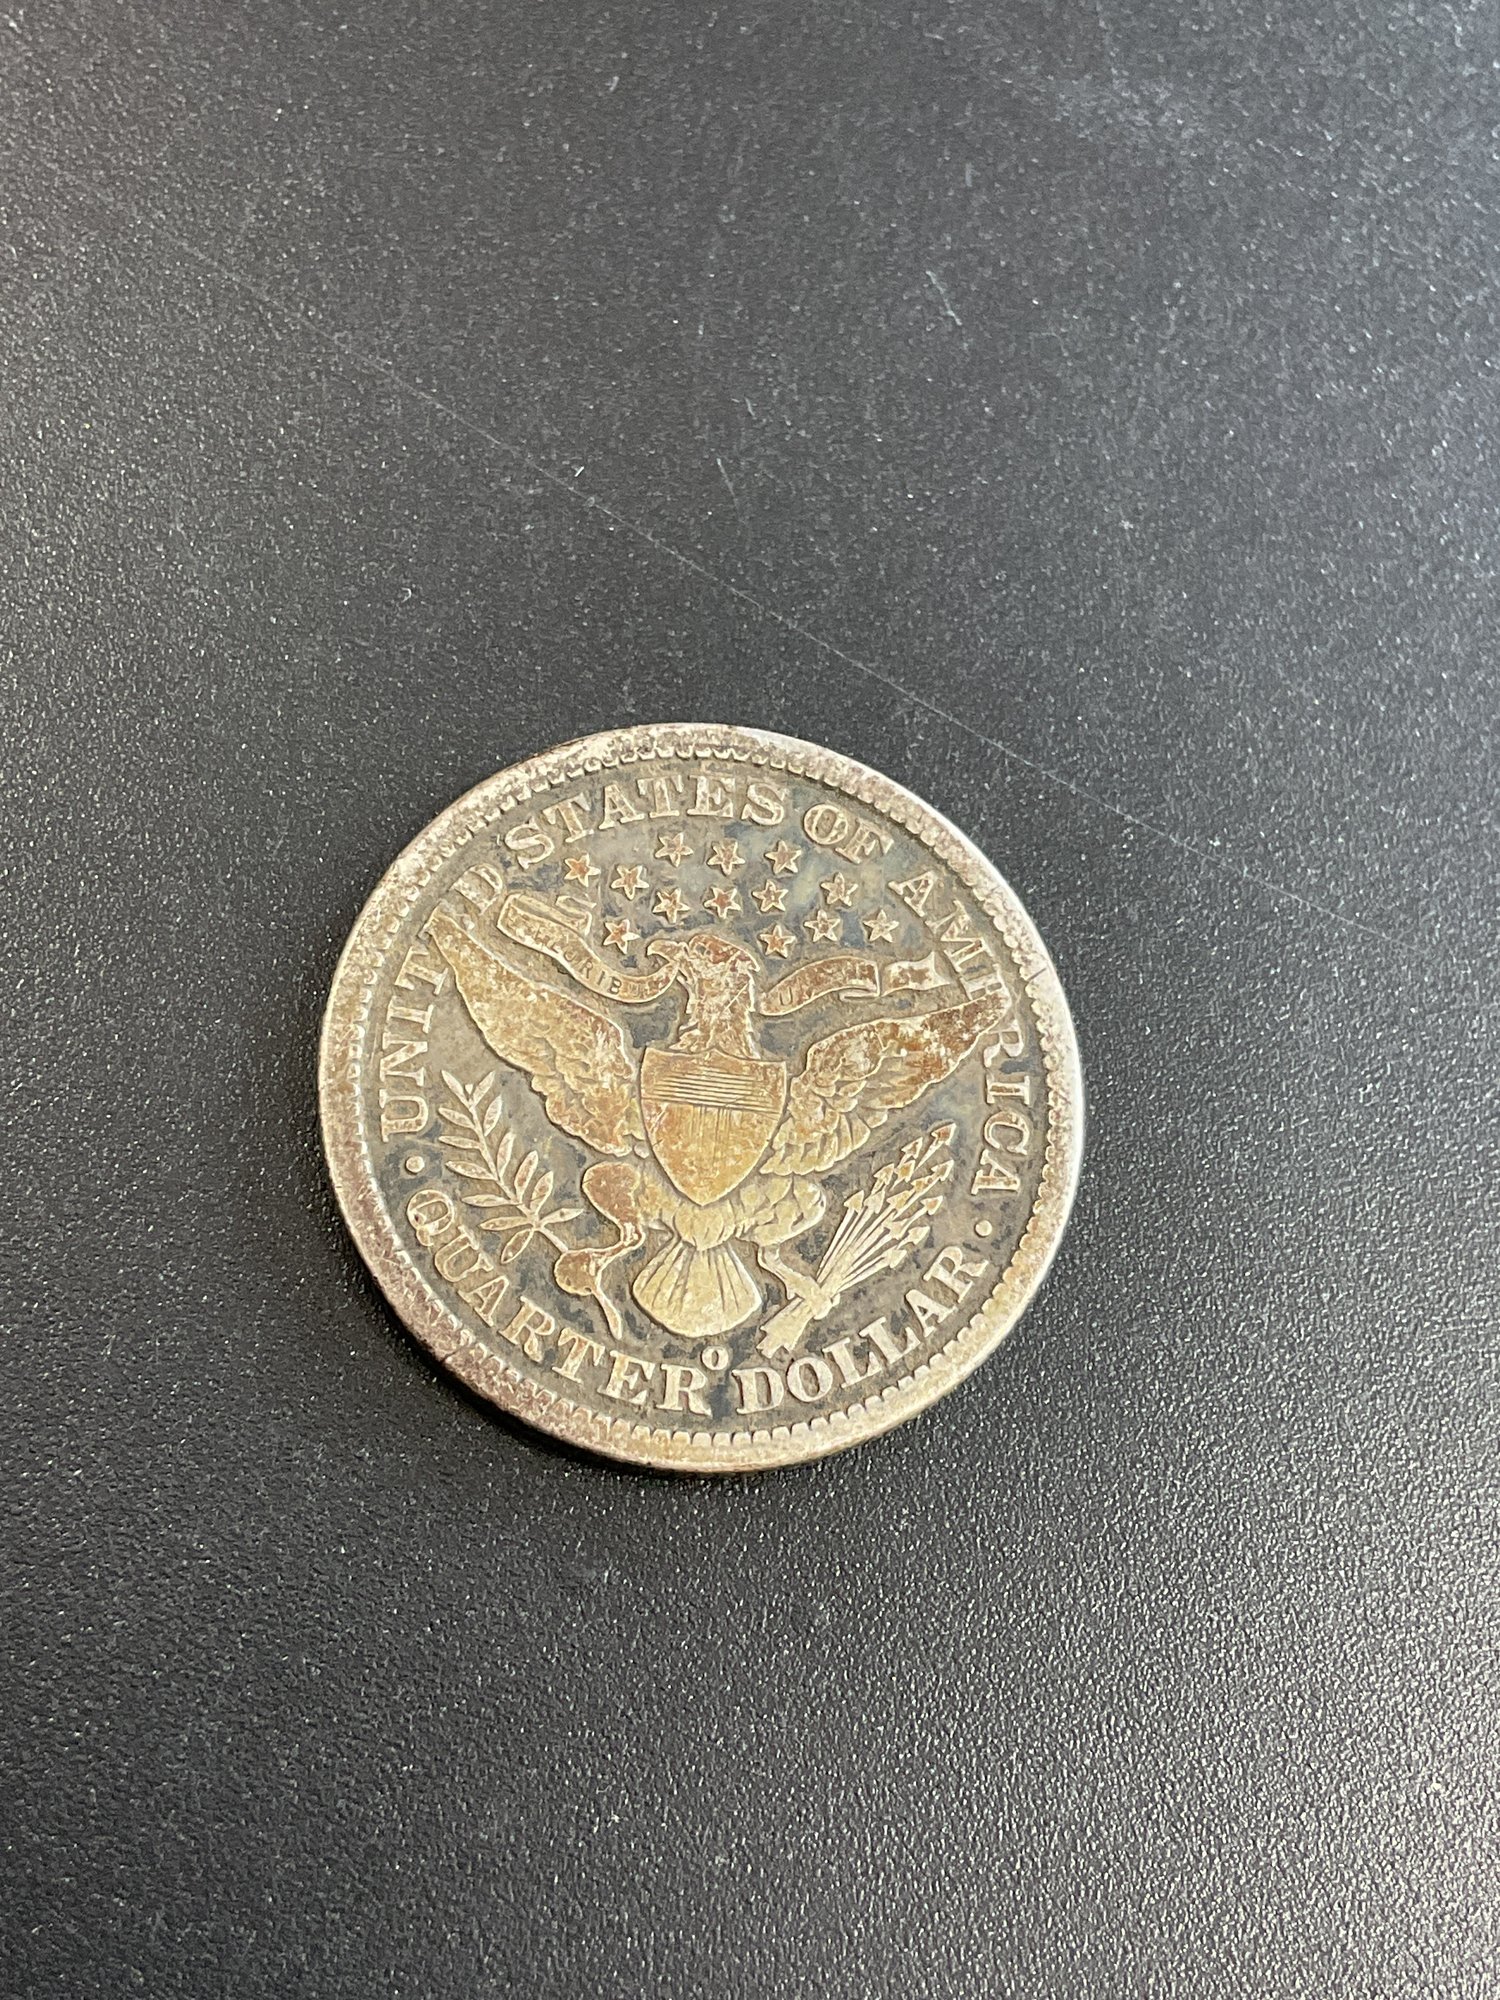 UNITED STATES OF AMERICA
QUARTER DOLLAR
O